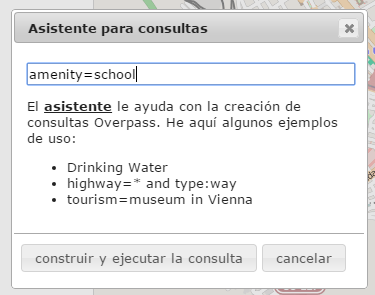 Asistente para consultas
amenity=school
El asistente le ayuda con la creación de
consultas Overpass. He aquí algunos ejemplos
de uso:
Drinking Water
highway=* and type:way
tourism=museum in Vienna
construir y ejecutar la consulta
cancelar